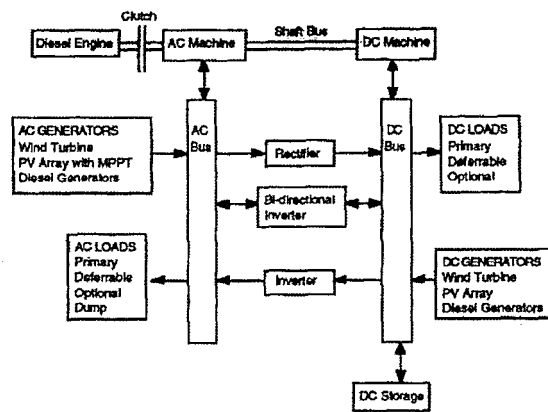 Clutch
Diesel Engine
AC Machine
Shaft Bus
DC Machine
AC GENERATORS
Wind Turbine
PV Array with MPPT
Diesel Generators
AC
Bus
Rectifier
DC
Bus
DC LOADS
Primary
Deferrable
Optional
Bi-directional
Inverter
AC LOADS
Primary
Deferrable
Optional
Dump
Inverter
DC GENERATORS
Wind Turbine
PV Array
Diesel Generators
DC Storage